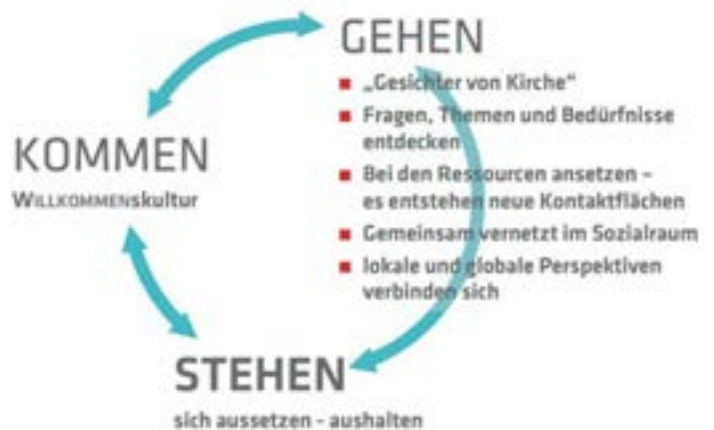 GEHEN
„Gesichter von Kirche“
Fragen, Themen und Bedürfnisse
entdecken
Bei den Ressourcen ansetzen –
es entstehen neue Kontaktflächen
Gemeinsam vernetzt im Sozialraum
lokale und globale Perspektiven
verbinden sich
KOMMEN
WILLKOMMENskultur
STEHEN
sich aussetzen – aushalten